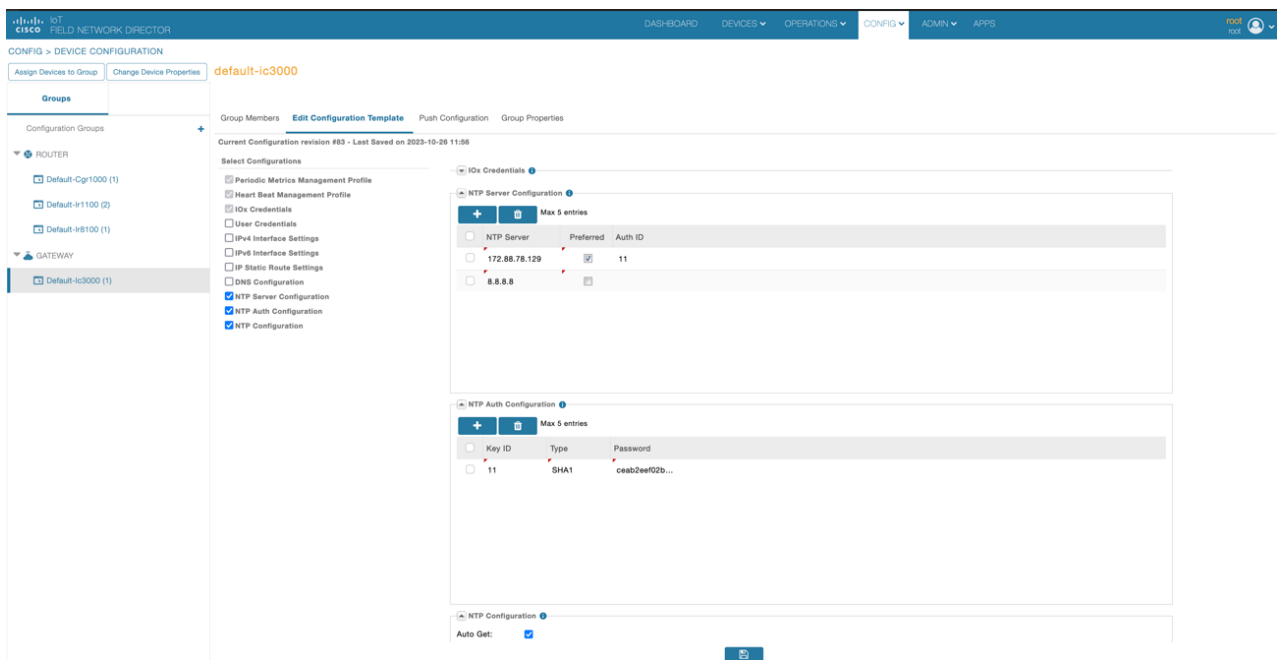 CISCO IoT FIELD NETWORK DIRECTOR
DASHBOARD DEVICES OPERATIONS CONFIG ADMIN APPS
root
root
CONFIG > DEVICE CONFIGURATION
Assign Devices to Group Change Device Properties default-ic3000
Groups
Group Members Edit Configuration Template Push Configuration Group Properties
Configuration Groups +
Current Configuration revision #83 - Last Saved on 2023-10-26 11:56
ROUTER
Default-Cgr1000 (1)
Default-Ir1100 (2)
Default-Ir8100 (1)
GATEWAY
Default-Ic3000 (1)
Select Configurations
Periodic Metrics Management Profile
Heart Beat Management Profile
IOx Credentials
User Credentials
IPv4 Interface Settings
IPv6 Interface Settings
IP Static Route Settings
DNS Configuration
NTP Server Configuration
NTP Auth Configuration
NTP Configuration
IOx Credentials
NTP Server Configuration
+ Max 5 entries
NTP Server Preferred Auth ID
172.88.78.129 11
8.8.8.8
NTP Auth Configuration
+ Max 5 entries
Key ID Type Password
11 SHA1 ceab2eef02b...
NTP Configuration
Auto Get: